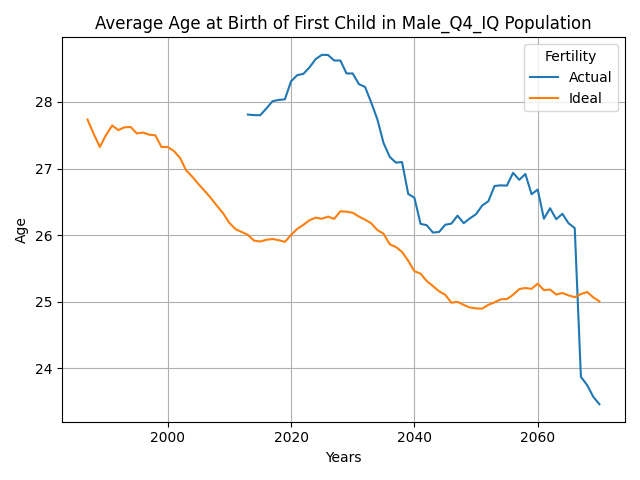 Average Age at Birth of First Child in Male_Q4_IQ Population
Fertility
Actual
Ideal
28
27
26
25
24
Age
2000 2020 2040 2060
Years